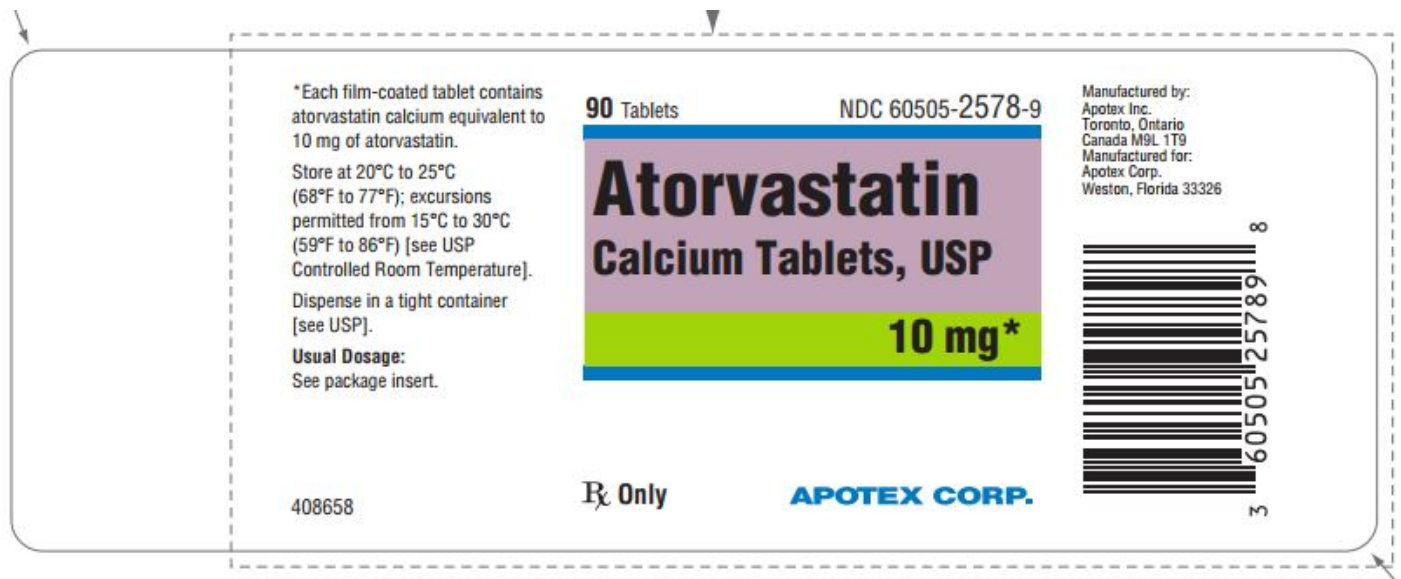 *Each film-coated tablet contains
atorvastatin calcium equivalent to
10 mg of atorvastatin.
Store at 20°C to 25°C
(68°F to 77°F); excursions
permitted from 15°C to 30°C
(59°F to 86°F) [see USP
Controlled Room Temperature].
Dispense in a tight container
[see USP].
Usual Dosage:
See package insert.
408658
90 Tablets NDC 60505-2578-9
Atorvastatin
Calcium Tablets, USP
10 mg*
Rx Only APOTEX CORP.
Manufactured by:
Apotex Inc.
Toronto, Ontario
Canada M9L 1T9
Manufactured for:
Apotex Corp.
Weston, Florida 33326
3 60505 25789 8